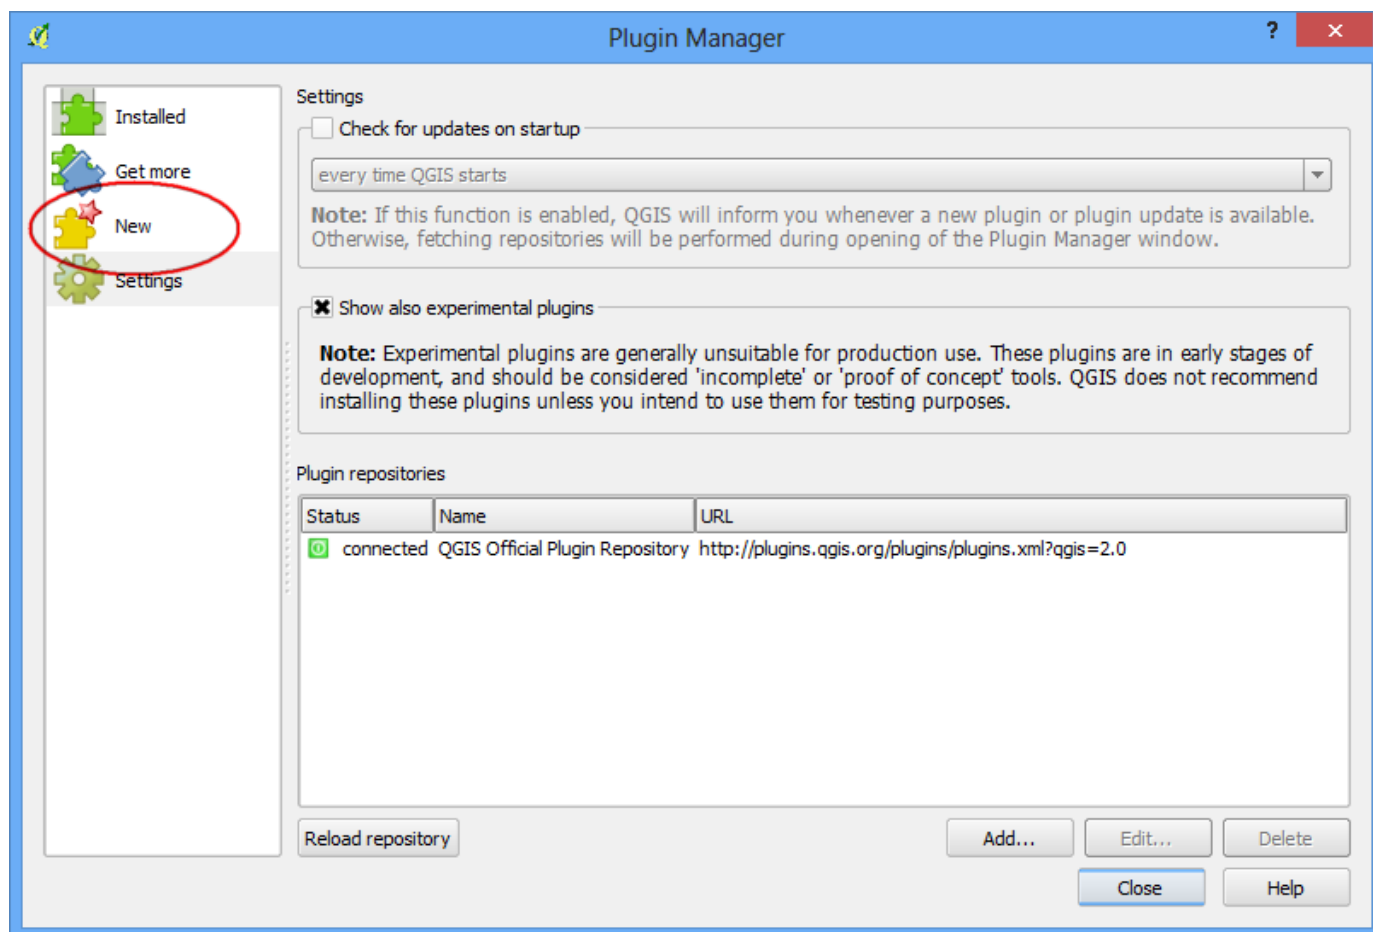 Plugin Manager
?
Installed
Get more
New
Settings
Settings
Check for updates on startup
every time QGIS starts
Note: If this function is enabled, QGIS will inform you whenever a new plugin or plugin update is available.
Otherwise, fetching repositories will be performed during opening of the Plugin Manager window.
Show also experimental plugins
Note: Experimental plugins are generally unsuitable for production use. These plugins are in early stages of
development, and should be considered 'incomplete' or 'proof of concept' tools. QGIS does not recommend
installing these plugins unless you intend to use them for testing purposes.
Plugin repositories
Status Name URL
connected QGIS Official Plugin Repository http://plugins.qgis.org/plugins/plugins.xml?qgis=2.0
Reload repository Add... Edit... Delete
Close Help